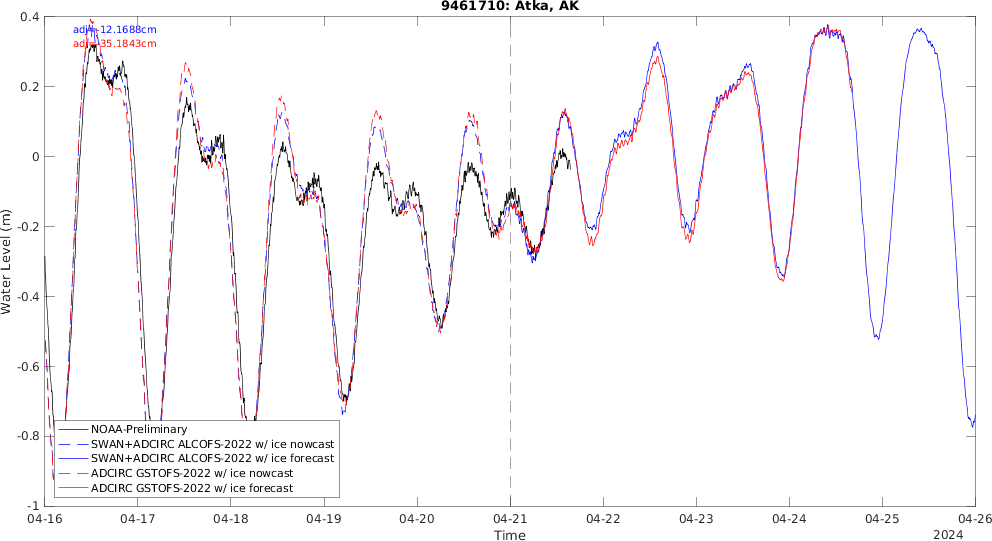 9461710: Atka, AK
adj=-12.1688cm
adj=-35.1843cm
Water Level (m)
0.4
0.2
0
-0.2
-0.4
-0.6
-0.8
-1
NOAA-Preliminary
SWAN+ADCIRC ALCOFS-2022 w/ ice nowcast
SWAN+ADCIRC ALCOFS-2022 w/ ice forecast
ADCIRC GSTOFS-2022 w/ ice nowcast
ADCIRC GSTOFS-2022 w/ ice forecast
04-16 04-17 04-18 04-19 04-20 04-21 04-22 04-23 04-24 04-25 04-26
Time
2024